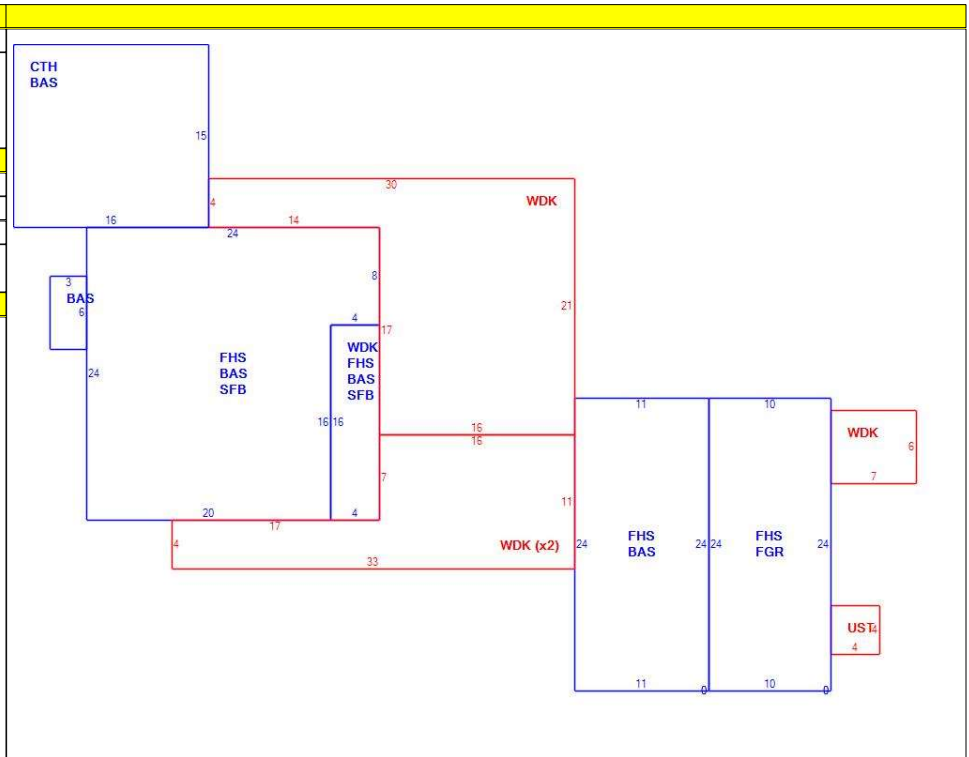 CTH
BAS
15
30
4
WDK
16
14
24
3
8
BAS
6
4
17
21
WDK
FHS
BAS
SFB
FHS
BAS
SFB
24
16
16
11
10
WDK
6
16
16
7
7
11
20
4
17
4
WDK (x2)
33
24
FHS
BAS
24
24
FHS
FGR
24
UST
4
4
11
0
10
0